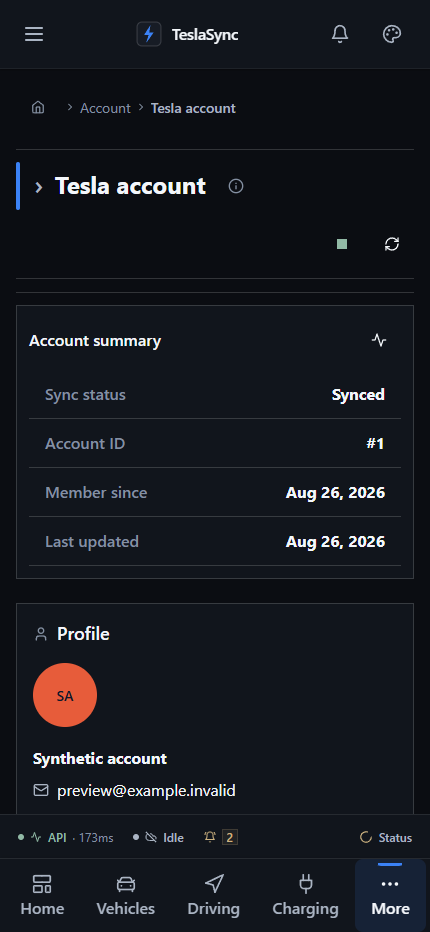 TeslaSync
Account Tesla account
Tesla account
Account summary
Sync status Synced
Account ID #1
Member since Aug 26, 2026
Last updated Aug 26, 2026
Profile
SA
Synthetic account
preview@example.invalid
API · 173ms Idle 2 Status
Home Vehicles Driving Charging More